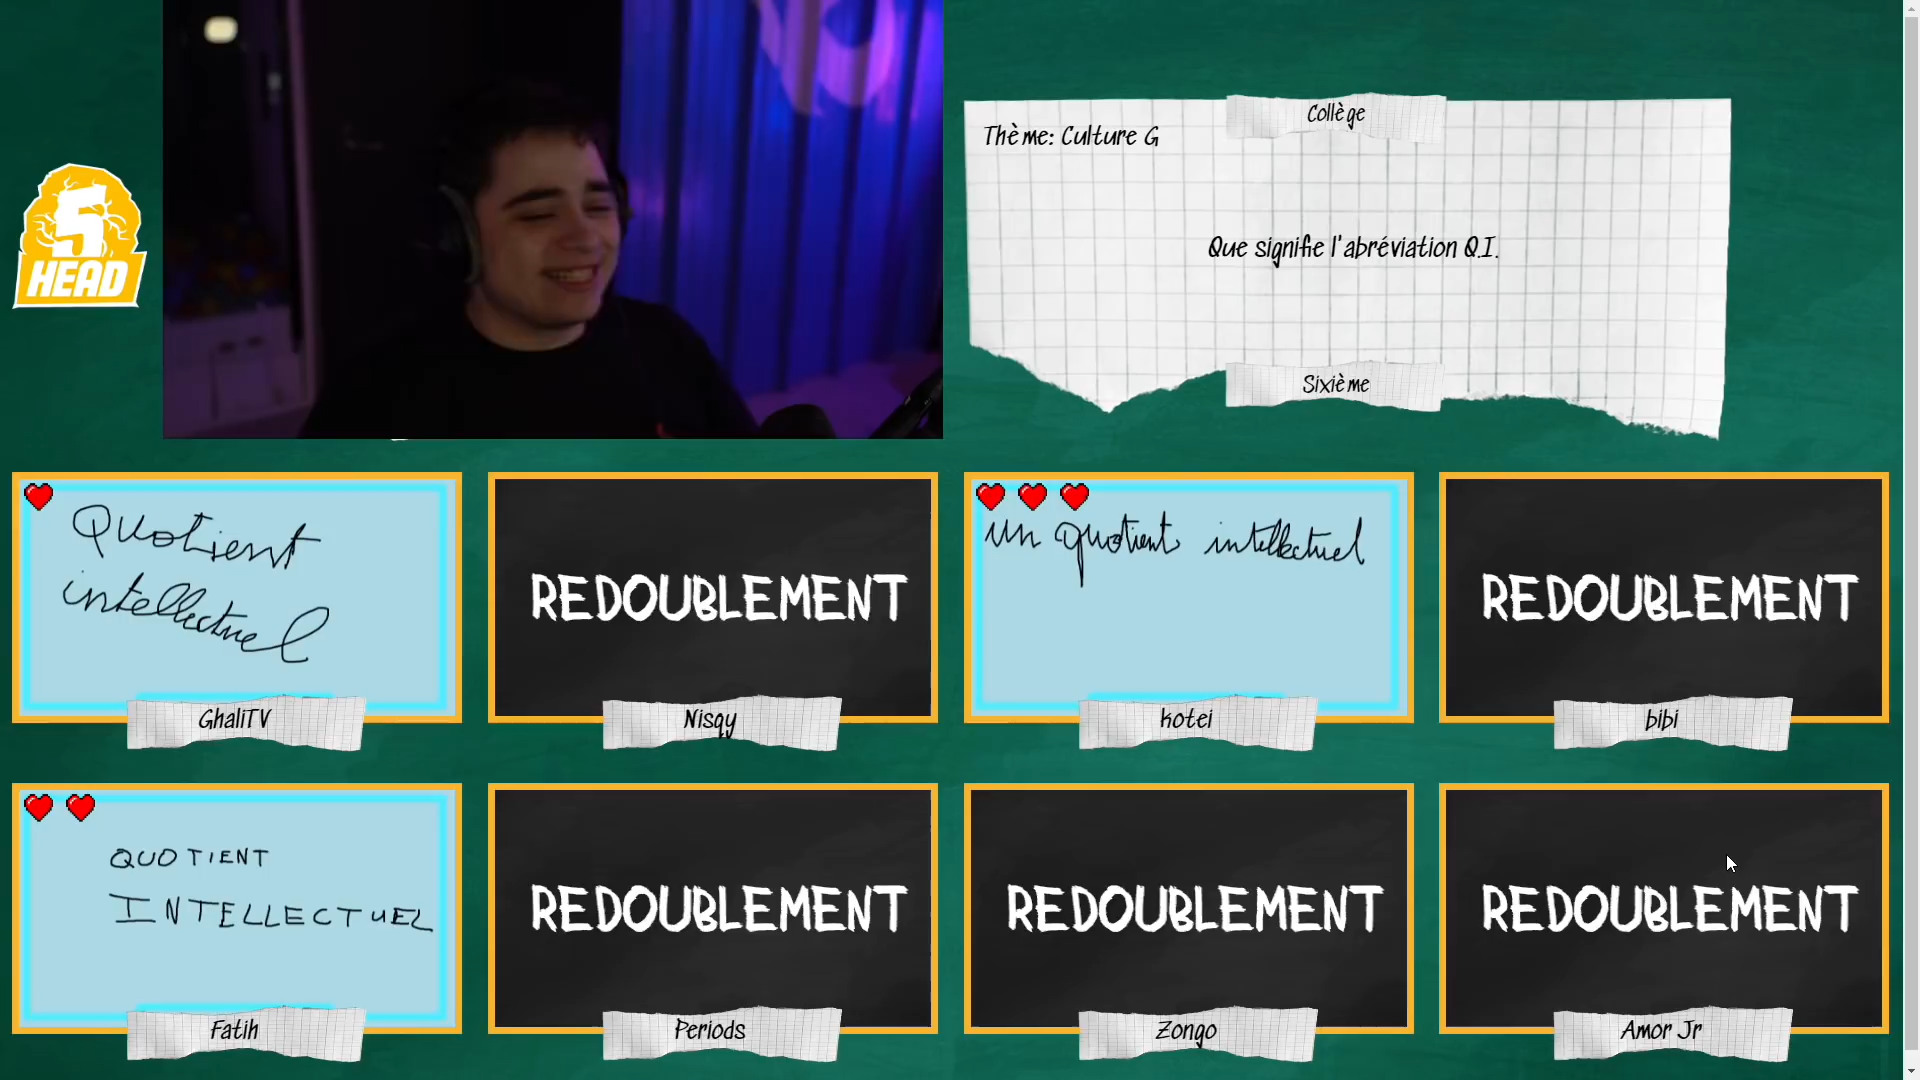 5
HEAD
Collège
Thème: Culture G
Que signifie l'abréviation Q.I.
Sixième
Quotient
intellectuel
GhaliTV
REDOUBLEMENT
Nisqy
un quotient intellectuel
kotei
REDOUBLEMENT
bibi
QUOTIENT
INTELLECTUEL
Fatih
REDOUBLEMENT
Periods
REDOUBLEMENT
Zongo
REDOUBLEMENT
Amor Jr